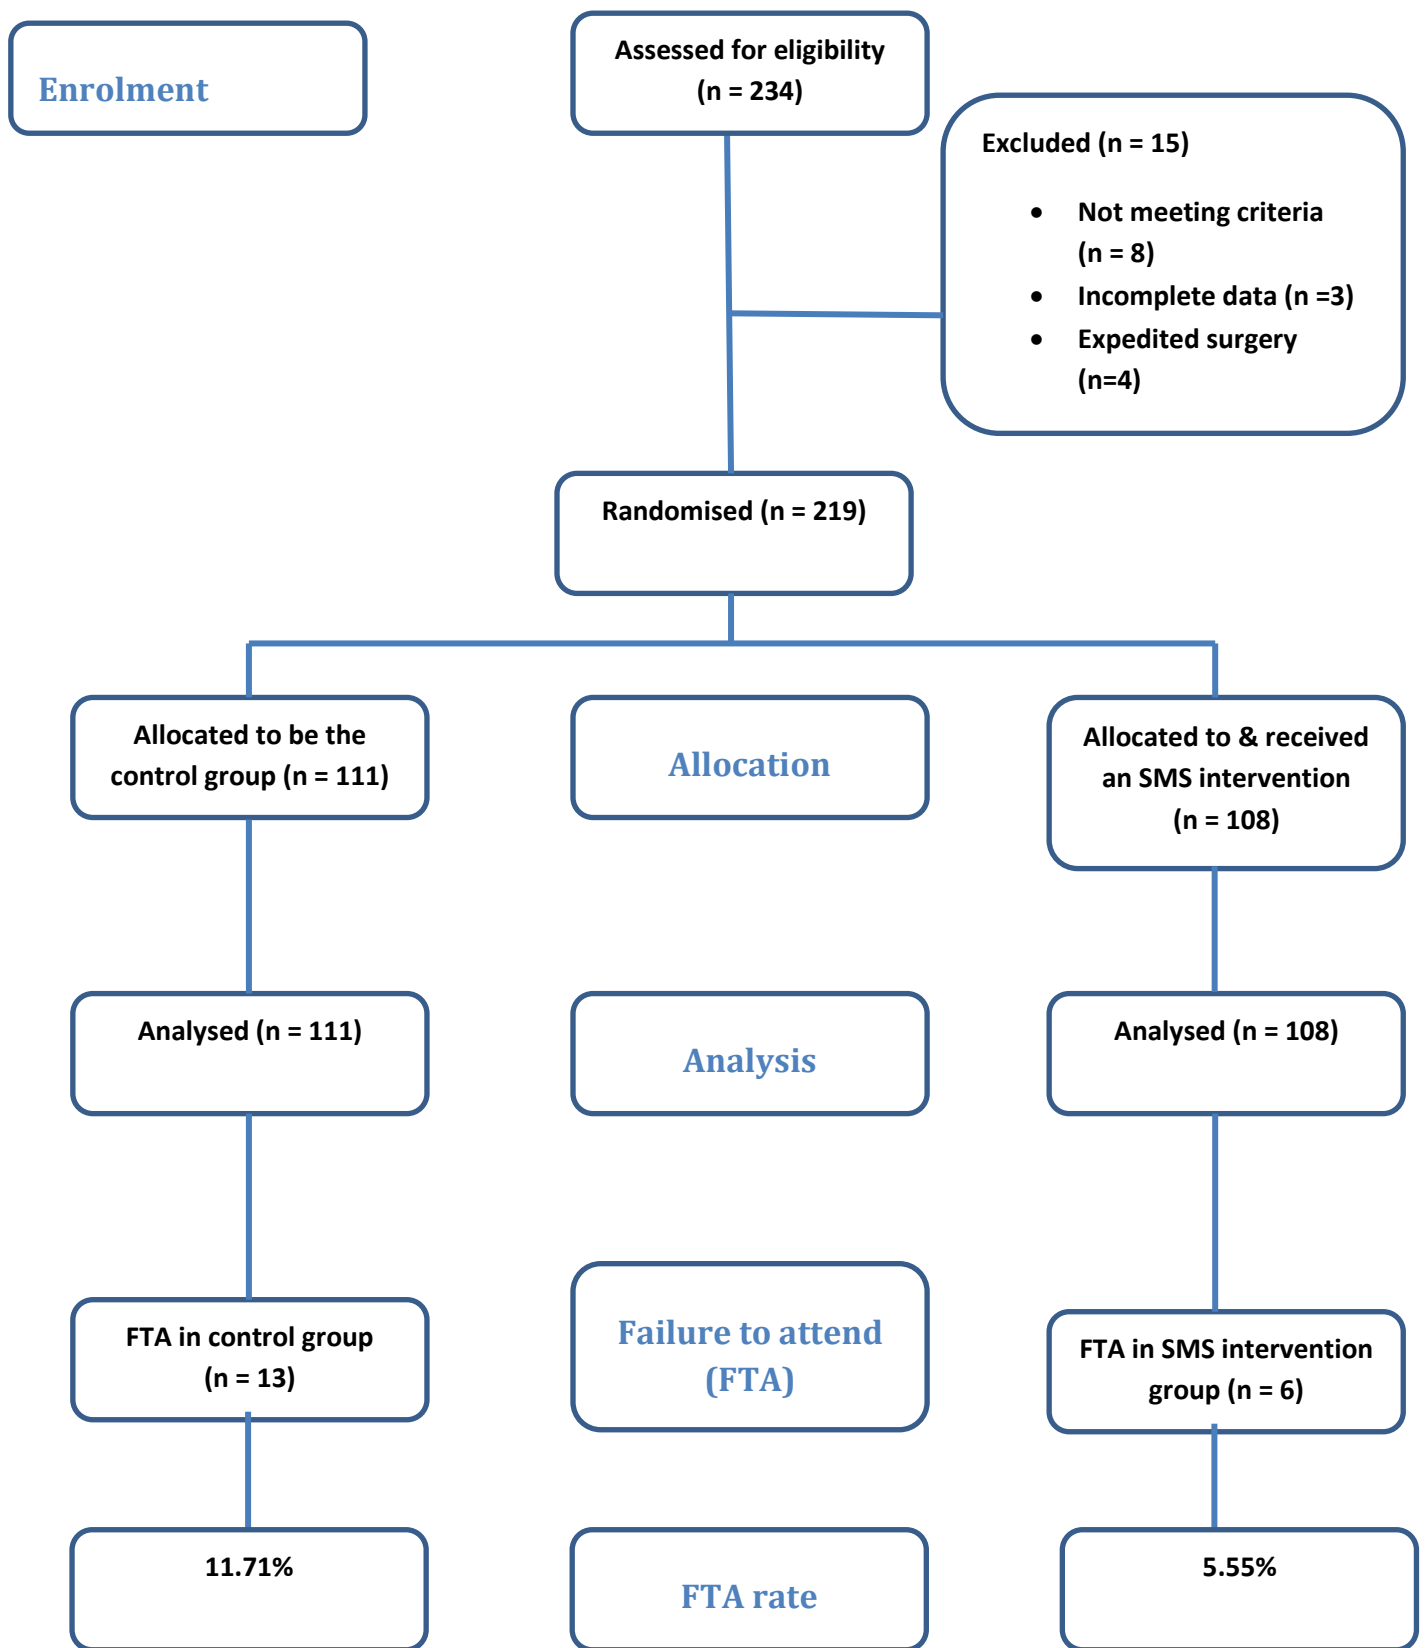 Enrolment
Assessed for eligibility
(n = 234)
Excluded (n = 15)
• Not meeting criteria
(n = 8)
• Incomplete data (n =3)
• Expedited surgery
(n=4)
Randomised (n = 219)
Allocated to be the
control group (n = 111)
Allocation
Allocated to & received
an SMS intervention
(n = 108)
Analysed (n = 111)
Analysis
Analysed (n = 108)
FTA in control group
(n = 13)
Failure to attend
(FTA)
FTA in SMS intervention
group (n = 6)
11.71%
FTA rate
5.55%